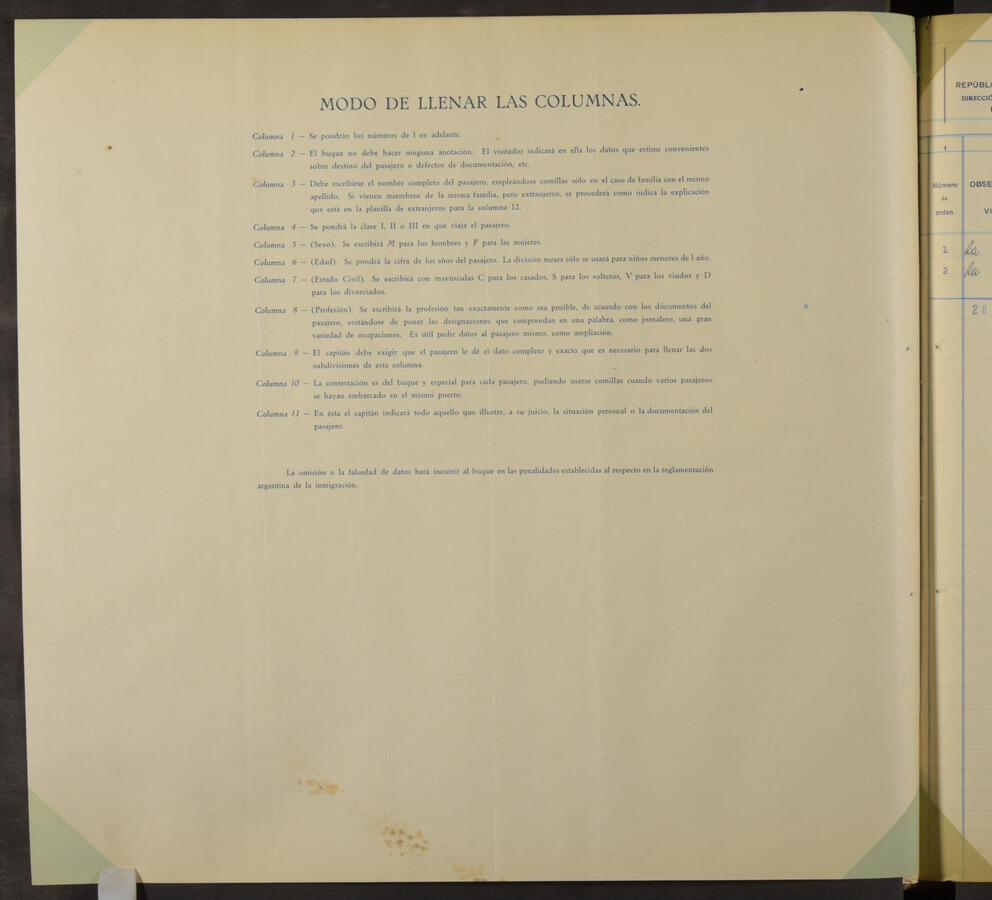 MODO DE LLENAR LAS COLUMNAS.
Columna 1 — Se pondrán los números de 1 en adelante.
Columna 2 — El buque no debe hacer ninguna anotación. El visitador indicará en ella los datos que estime convenientes
sobre destino del pasajero o defectos de documentación, etc.
Columna 3 — Debe escribirse el nombre completo del pasajero, empleándose comillas sólo en el caso de familia con el mismo
apellido. Si vienen miembros de la misma familia, pero extranjeros, se procederá como indica la explicación
que está en la planilla de extranjeros para la columna 12.
Columna 4 — Se pondrá la clase I, II o III en que viaja el pasajero.
Columna 5 — (Sexo). Se escribirá M para los hombres y F para las mujeres.
Columna 6 — (Edad). Se pondrá la cifra de los años del pasajero. La división meses sólo se usará para niños menores de 1 año.
Columna 7 — (Estado Civil). Se escribirá con mayúsculas C para los casados, S para los solteros, V para los viudos y D
para los divorciados.
Columna 8 — (Profesión). Se escribirá la profesión tan exactamente como sea posible, de acuerdo con los documentos del
pasajero, evitándose de poner las designaciones que comprendan en una palabra, como jornalero, una gran
variedad de ocupaciones. Es útil pedir datos al pasajero mismo, como ampliación.
Columna 9 — El capitán debe exigir que el pasajero le dé el dato completo y exacto que es necesario para llenar las dos
subdivisiones de esta columna.
Columna 10 — La contestación es del buque y especial para cada pasajero, pudiendo usarse comillas cuando varios pasajeros
se hayan embarcado en el mismo puerto.
Columna 11 — En ésta el capitán indicará todo aquello que illustre, a su juicio, la situación personal o la documentación del
pasajero.
La omisión o la falsedad de datos hará incurrir al buque en las penalidades establecidas al respecto en la reglamentación
argentina de la inmigración.
REPÚBLI
DIRECCIÓ
1
Número
de
orden
OBSE
VI
1
2
28